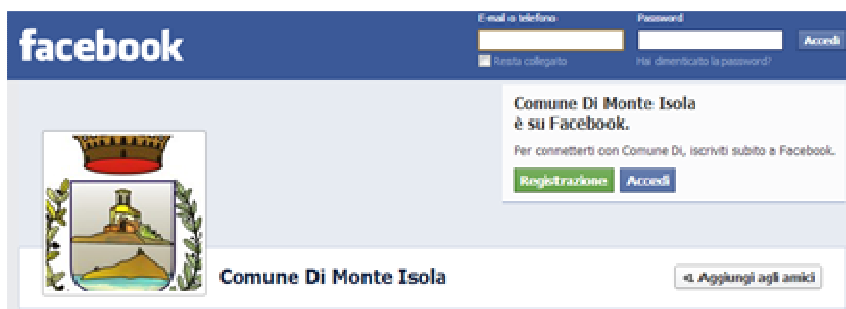 facebook
E-mail o telefono
Password
Accedi
Resta collegato
Hai dimenticato la password?
Comune Di Monte Isola
è su Facebook.
Per connetterti con Comune Di, iscriviti subito a Facebook.
Registrazione
Accedi
Comune Di Monte Isola
Aggiungi agli amici